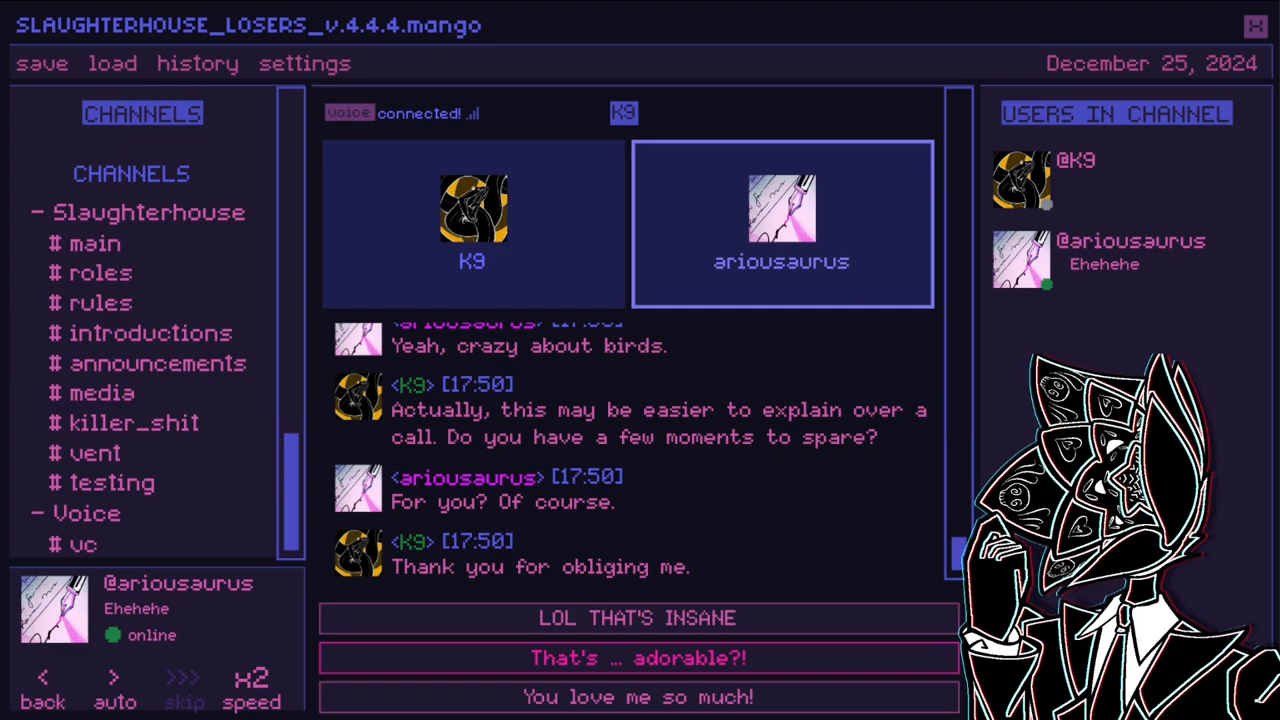 SLAUGHTERHOUSE_LOSERS_v.4.4.4.mango
X
save load history settings
December 25, 2024
CHANNELS
CHANNELS
- Slaughterhouse
# main
# roles
# rules
# introductions
# announcements
# media
# killer_shit
# vent
# testing
- Voice
# vc
@ariousaurus
Ehehehe
online
< > >>> x2
back auto skip speed
voice connected!
K9
K9
ariousaurus
<ariousaurus> [17:50]
Yeah, crazy about birds.
<K9> [17:50]
Actually, this may be easier to explain over a
call. Do you have a few moments to spare?
<ariousaurus> [17:50]
For you? Of course.
<K9> [17:50]
Thank you for obliging me.
LOL THAT'S INSANE
That's ... adorable?!
You love me so much!
USERS IN CHANNEL
@K9
@ariousaurus
Ehehehe